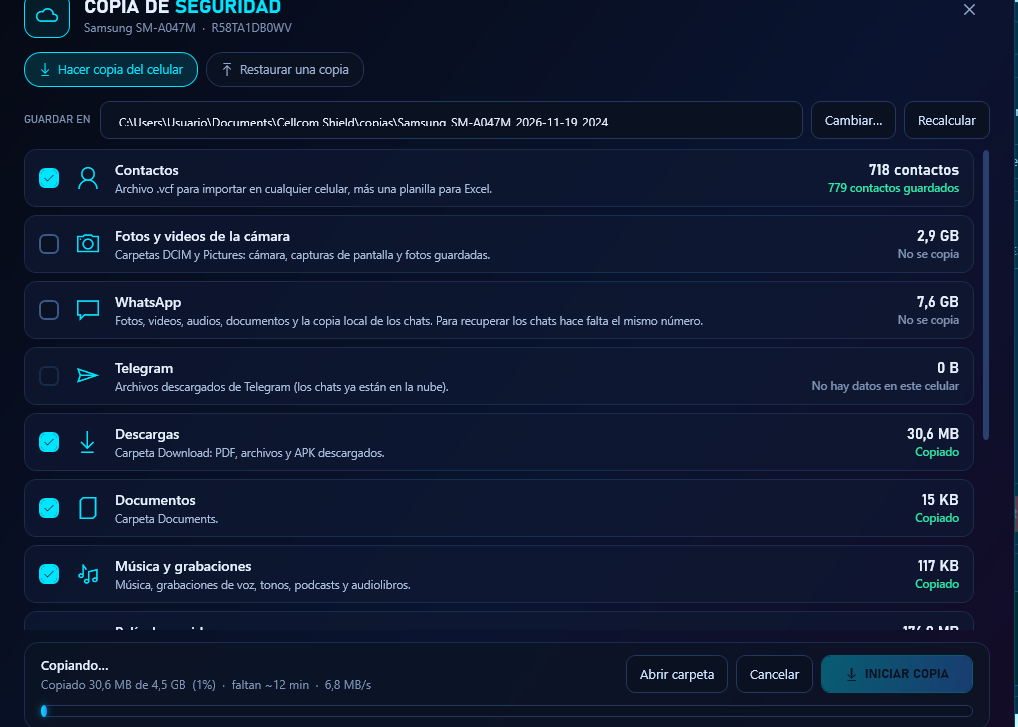 COPIA DE SEGURIDAD
Samsung SM-A047M · R58TA1DB0WV
Hacer copia del celular
Restaurar una copia
GUARDAR EN
C:\Users\Usuario\Documents\Cellcom Shield\copias\Samsung_SM-A047M_2026-11-19_2024
Cambiar...
Recalcular
Contactos
718 contactos
Archivo .vcf para importar en cualquier celular, más una planilla para Excel.
779 contactos guardados
Fotos y videos de la cámara
2,9 GB
Carpetas DCIM y Pictures: cámara, capturas de pantalla y fotos guardadas.
No se copia
WhatsApp
7,6 GB
Fotos, videos, audios, documentos y la copia local de los chats. Para recuperar los chats hace falta el mismo número.
No se copia
Telegram
0 B
Archivos descargados de Telegram (los chats ya están en la nube).
No hay datos en este celular
Descargas
30,6 MB
Carpeta Download: PDF, archivos y APK descargados.
Copiado
Documentos
15 KB
Carpeta Documents.
Copiado
Música y grabaciones
117 KB
Música, grabaciones de voz, tonos, podcasts y audiolibros.
Copiado
Copiando...
Copiado 30,6 MB de 4,5 GB (1%) · faltan ~12 min · 6,8 MB/s
Abrir carpeta
Cancelar
INICIAR COPIA